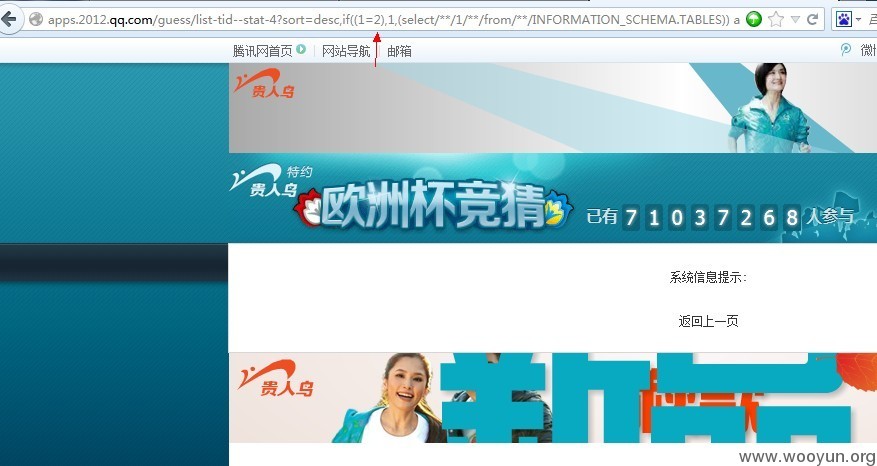 apps.2012.qq.com/guess/list-tid--stat-4?sort=desc,if((1=2),1,(select/**/1/**/from/**/INFORMATION_SCHEMA.TABLES)) a
腾讯网首页 网站导航 邮箱
贵人鸟
特约
贵人鸟
欧洲杯竞猜
已有 7 1 0 3 7 2 6 8 人参与
系统信息提示:
返回上一页
贵人鸟
新品
www.wooyun.org